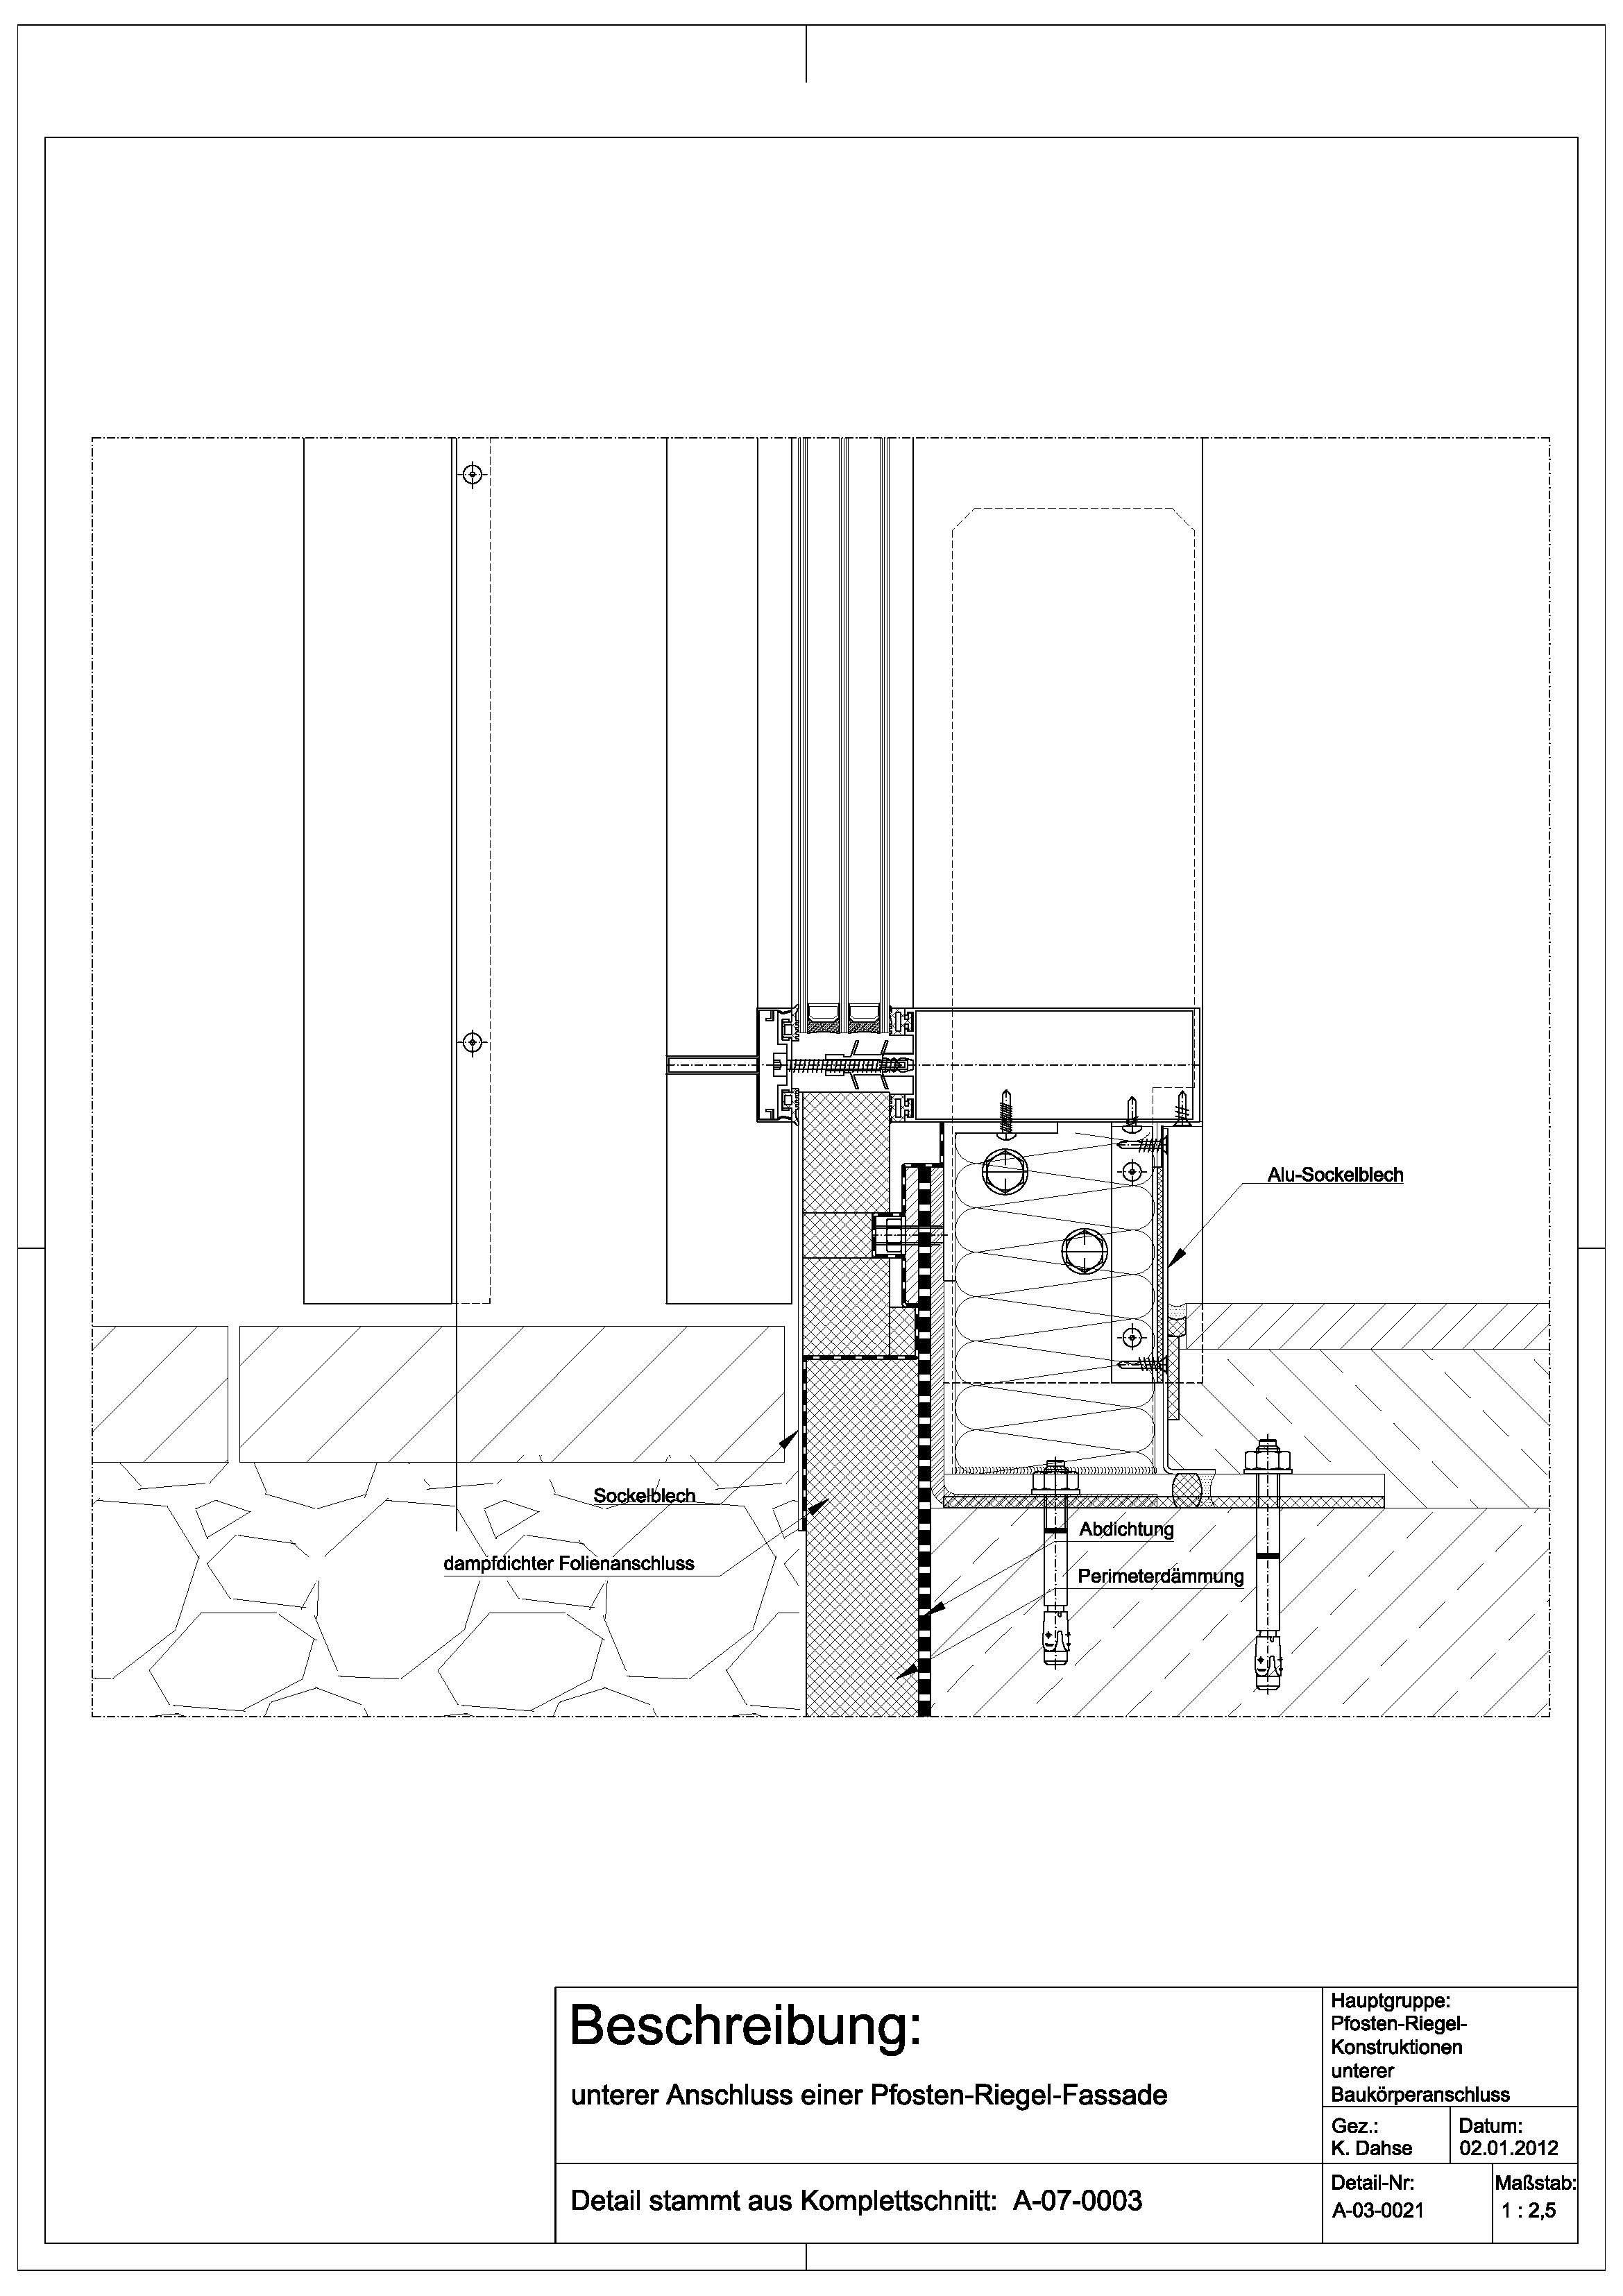 Alu-Sockelblech
Sockelblech
Abdichtung
dampfdichter Folienanschluss
Perimeterdämmung
Beschreibung:
unterer Anschluss einer Pfosten-Riegel-Fassade
Detail stammt aus Komplettschnitt: A-07-0003
Hauptgruppe:
Pfosten-Riegel-
Konstruktionen
unterer
Baukörperanschluss
Gez.:
K. Dahse
Datum:
02.01.2012
Detail-Nr:
A-03-0021
Maßstab:
1 : 2,5